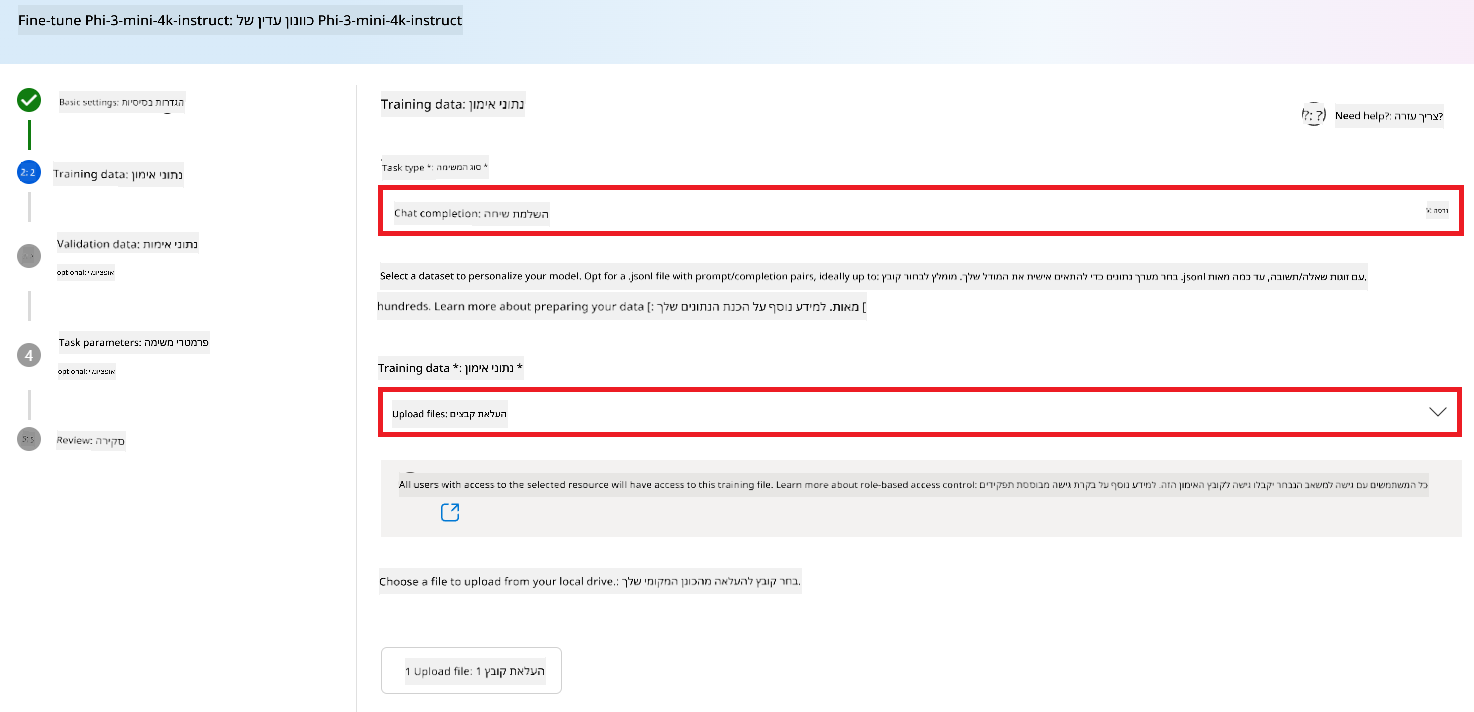 Fine-tune Phi-3-mini-4k-instruct: כוונון עדין של Phi-3-mini-4k-instruct
Basic settings: הגדרות בסיסיות
2: 2
Training data: נתוני אימון
Validation data: נתוני אימות
optional: אופציונלי
4
Task parameters: פרמטרי משימה
optional: אופציונלי
5: 5
Review: סקירה
Training data: נתוני אימון
?: ?)
Need help?: צריך עזרה?
Task type *: סוג המשימה *
Chat completion: השלמת שיחה
Select a dataset to personalize your model. Opt for a .jsonl file with prompt/completion pairs, ideally up to: בחר מערך נתונים כדי להתאים אישית את המודל שלך. מומלץ לבחור קובץ .jsonl עם זוגות שאלה/תשובה, עד כמה מאות.
hundreds. Learn more about preparing your data [: מאות. למידע נוסף על הכנת הנתונים שלך [
Training data *: נתוני אימון *
Upload files: העלאת קבצים
All users with access to the selected resource will have access to this training file. Learn more about role-based access control: כל המשתמשים עם גישה למשאב הנבחר יקבלו גישה לקובץ האימון הזה. למידע נוסף על בקרת גישה מבוססת תפקידים
Choose a file to upload from your local drive.: בחר קובץ להעלאה מהכונן המקומי שלך.
1 Upload file: העלאת קובץ 1